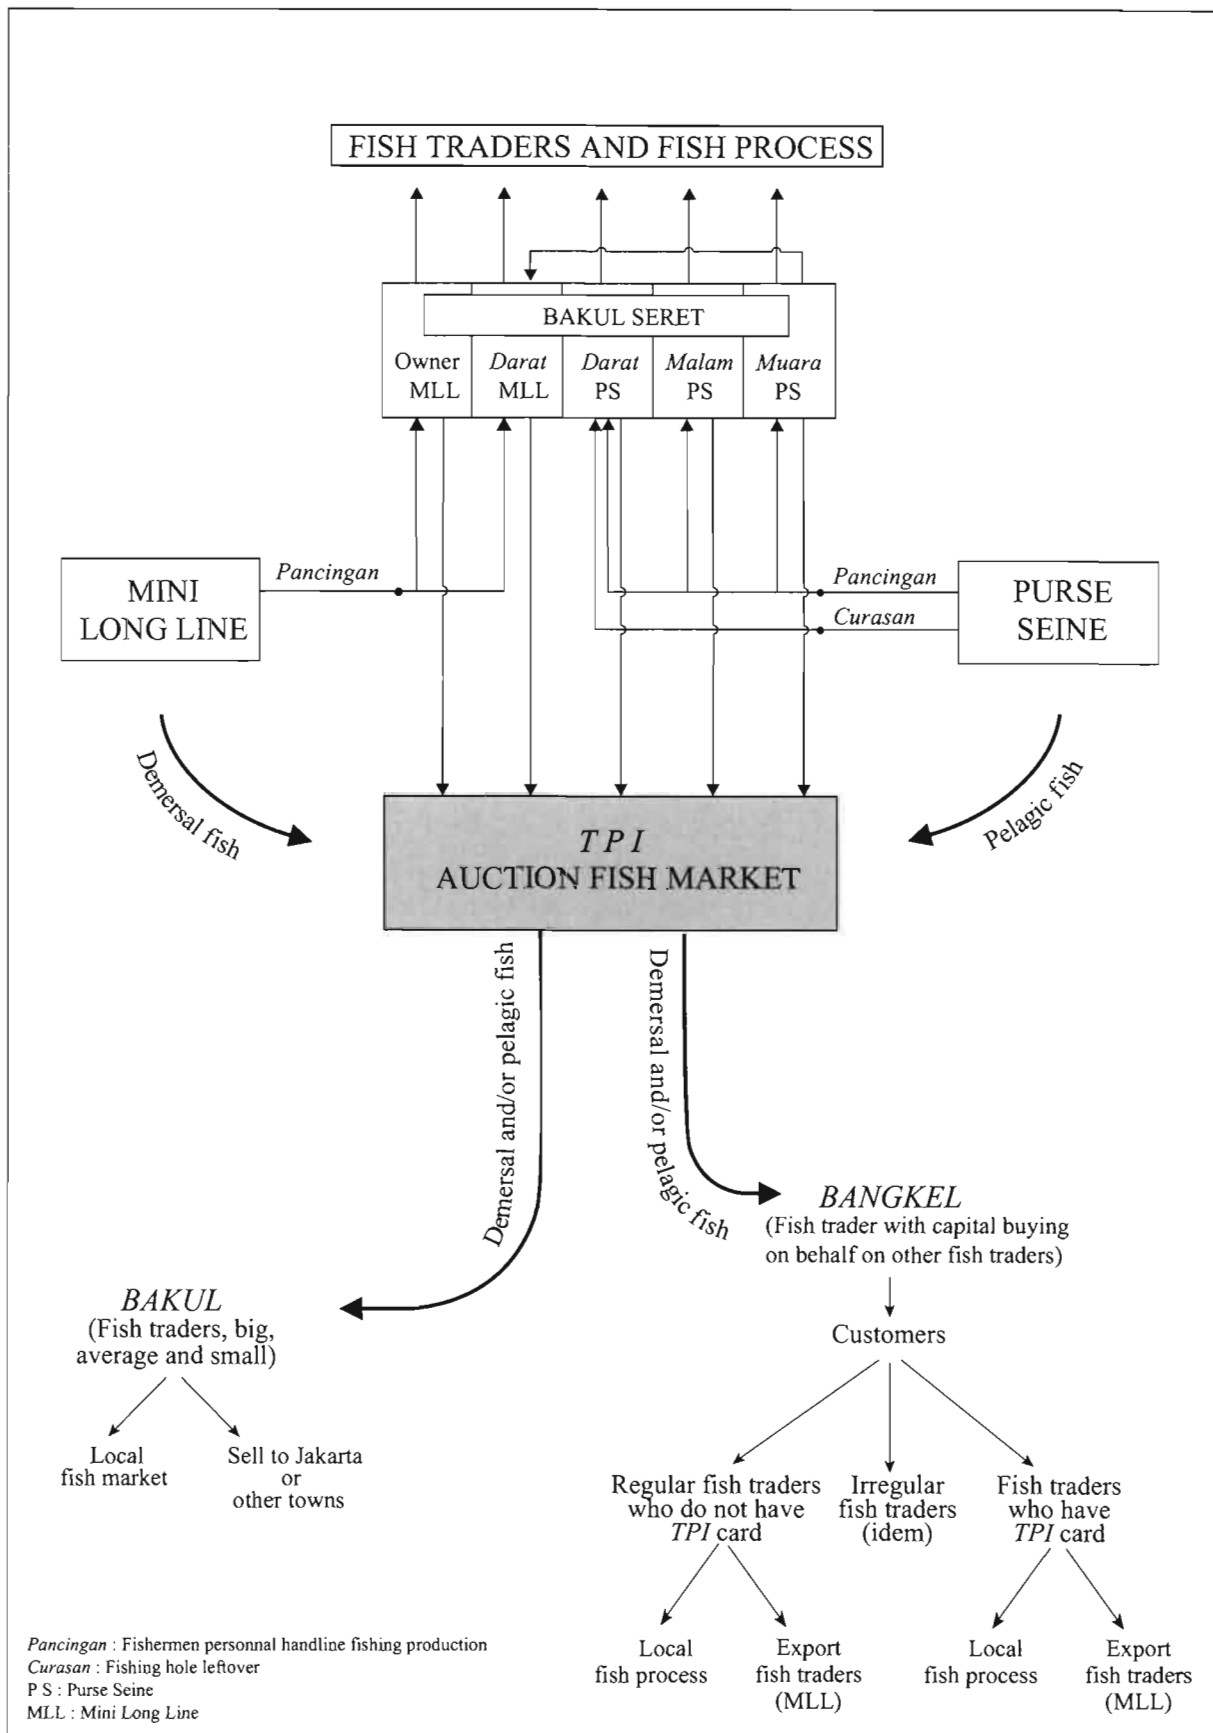 FISH TRADERS AND FISH PROCESS
BAKUL SERET
Owner
MLL
Darat
MLL
Darat
PS
Malam
PS
Muara
PS
Pancingan
MINI
LONG LINE
Pancingan
Curasan
PURSE
SEINE
Demersal fish
Pelagic fish
T P I
AUCTION FISH MARKET
Demersal and/or pelagic fish
Demersal and/or pelagic fish
BANGKEL
(Fish trader with capital buying
on behalf on other fish traders)
Customers
BAKUL
(Fish traders, big,
average and small)
Local
fish market
Sell to Jakarta
or
other towns
Regular fish traders
who do not have
TPI card
Irregular
fish traders
(idem)
Fish traders
who have
TPI card
Local
fish process
Export
fish traders
(MLL)
Local
fish process
Export
fish traders
(MLL)
Pancingan : Fishermen personnal handline fishing production
Curasan : Fishing hole leftover
P S : Purse Seine
MLL : Mini Long Line